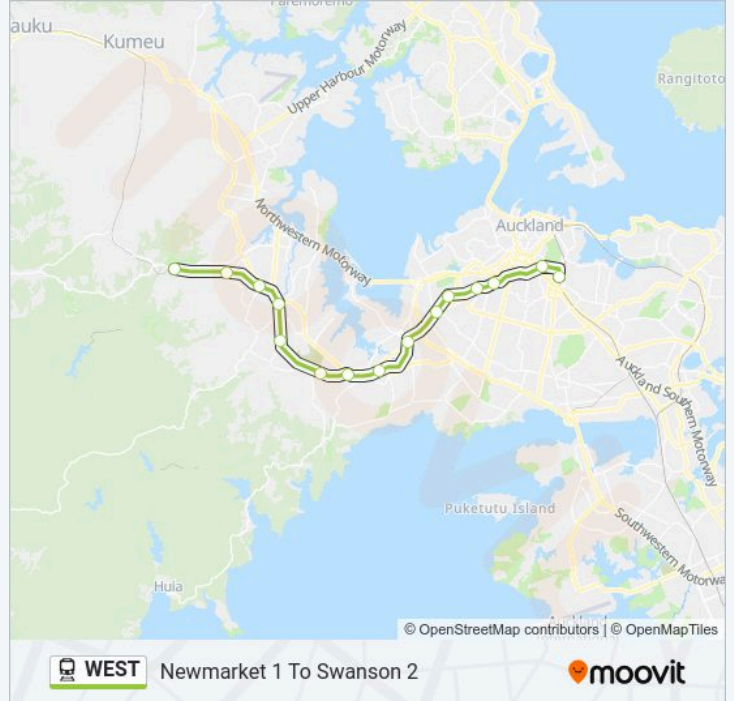 Paremoremo
auku
Kumeu
Upper Harbour Motorway
Rangitoto
Northwestern Motorway
Auckland
Auckland Southern Motorway
Puketutu Island
Southwestern Motorwa
Huia
© OpenStreetMap contributors | © OpenMapTiles
WEST
Newmarket 1 To Swanson 2
moovit